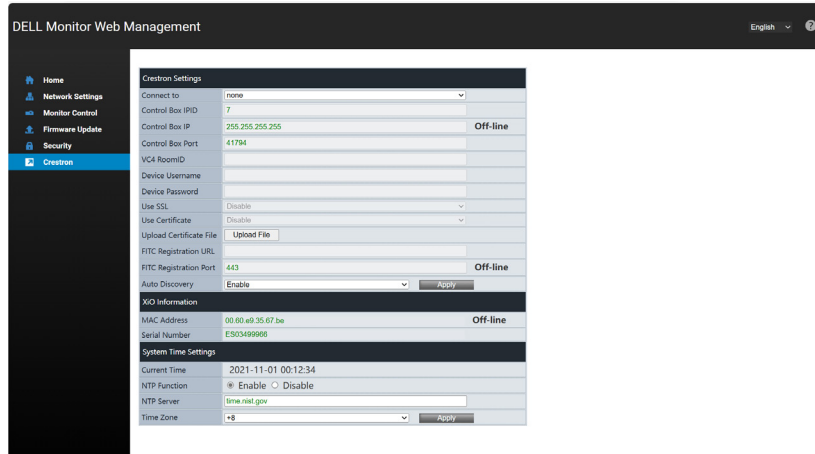 DELL Monitor Web Management
English
?
Home
Network Settings
Monitor Control
Firmware Update
Security
Crestron
Crestron Settings
Connect to none
Control Box IPID 7
Control Box IP 255.255.255.255 Off-line
Control Box Port 41794
VC4 RoomID
Device Username
Device Password
Use SSL Disable
Use Certificate Disable
Upload Certificate File Upload File
FITC Registration URL
FITC Registration Port 443 Off-line
Auto Discovery Enable Apply
XiO Information
MAC Address 00.60.e9.35.67.be Off-line
Serial Number ES03499966
System Time Settings
Current Time 2021-11-01 00:12:34
NTP Function Enable Disable
NTP Server time.nist.gov
Time Zone +8 Apply